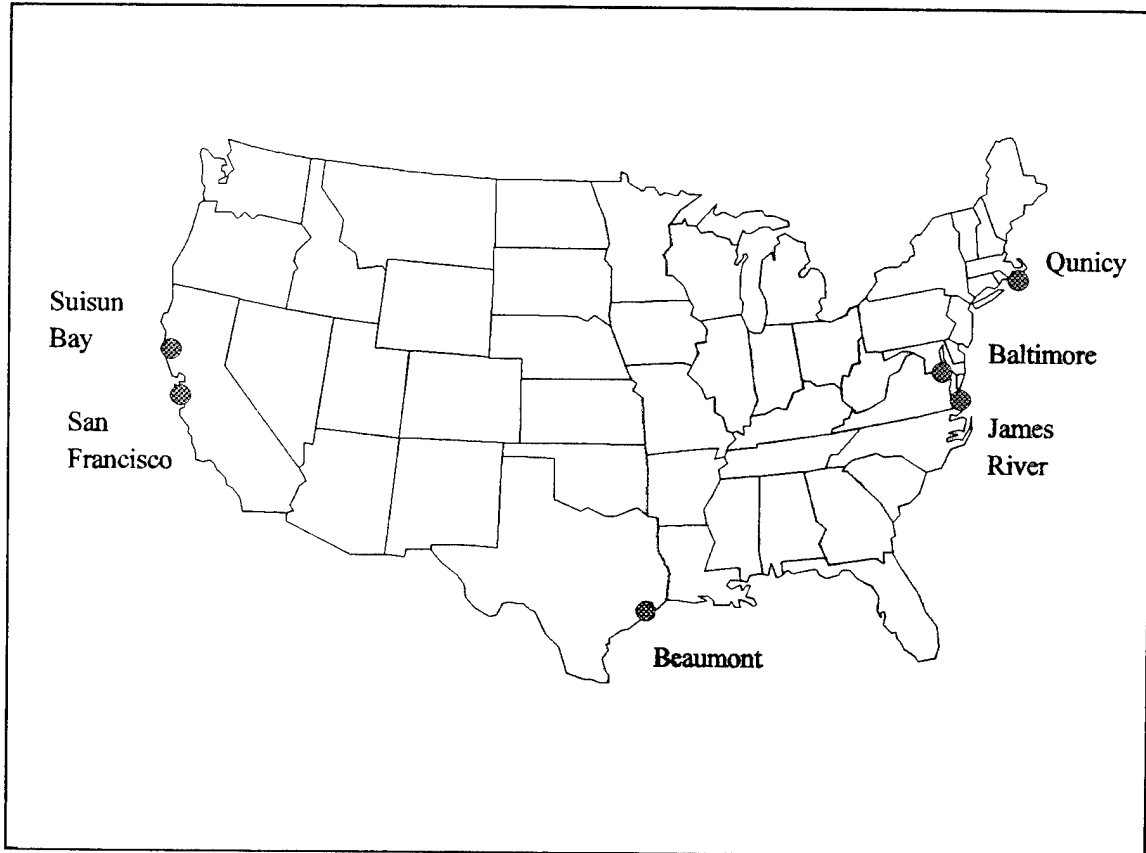 Suisun
Bay
San
Francisco
Qunicy
Baltimore
James
River
Beaumont